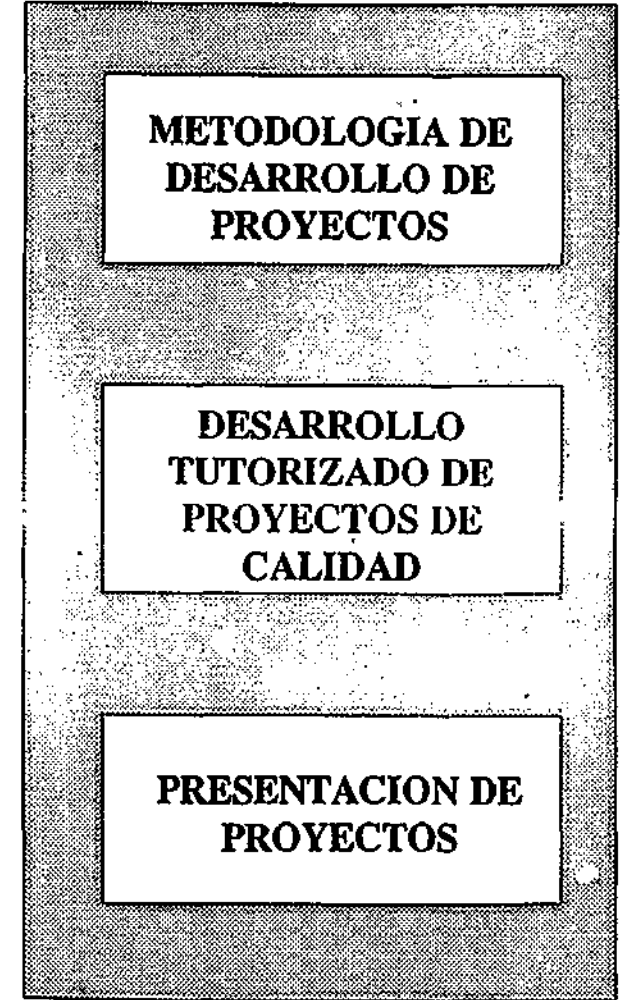 METODOLOGIA DE
DESARROLLO DE
PROYECTOS
DESARROLLO
TUTORIZADO DE
PROYECTOS DE
CALIDAD
PRESENTACION DE
PROYECTOS